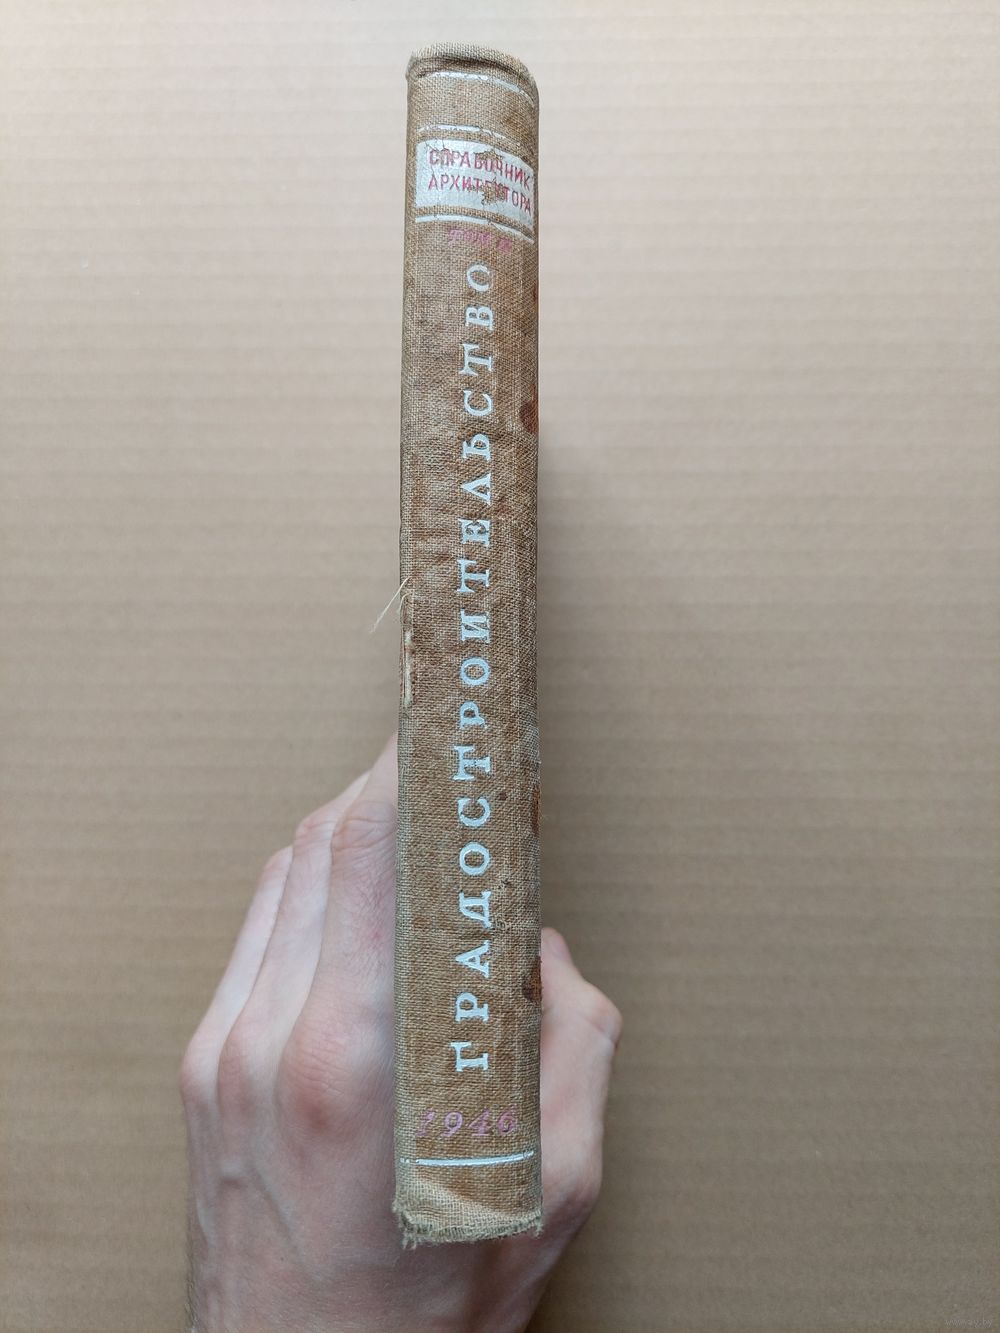 СПРАВОЧНИК
АРХИТЕКТОРА
ГРАДОСТРОИТЕЛЬСТВО
1946